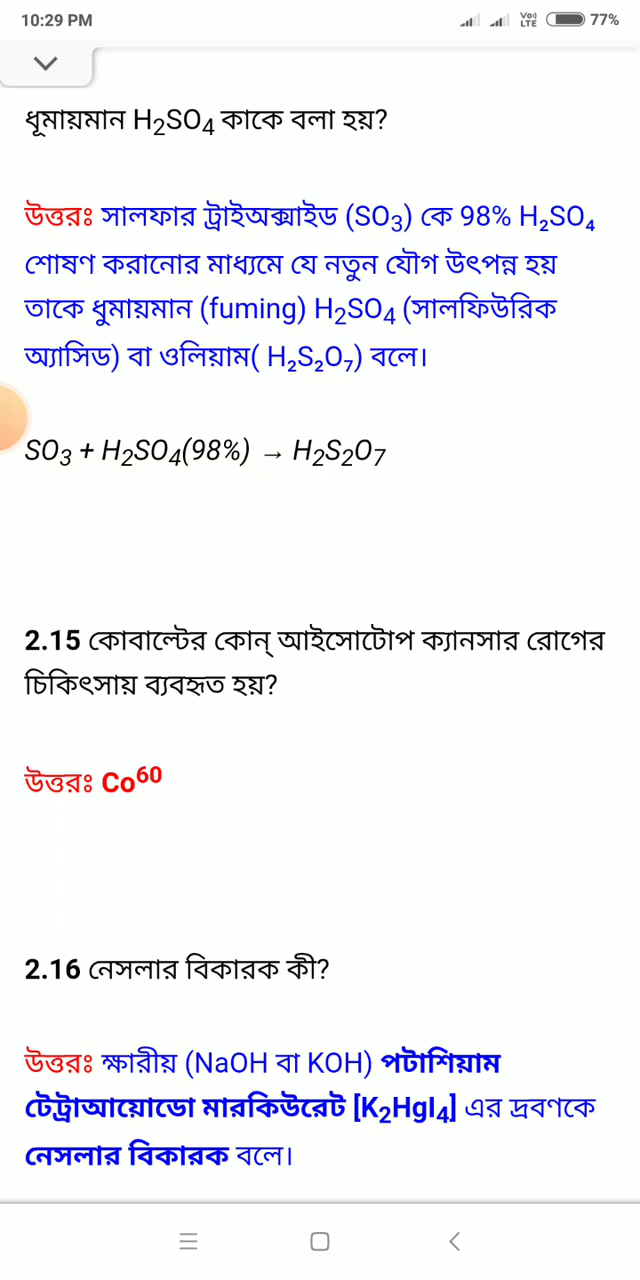 10:29 PM
Vo) LTE 77%
ধূমায়মান H₂SO₄ কাকে বলা হয়?
উত্তরঃ সালফার ট্রাইঅক্সাইড (SO₃) কে 98% H₂SO₄
শোষণ করানোর মাধ্যমে যে নতুন যৌগ উৎপন্ন হয়
তাকে ধুমায়মান (fuming) H₂SO₄ (সালফিউরিক
অ্যাসিড) বা ওলিয়াম( H₂S₂O₇) বলে।
SO₃ + H₂SO₄(98%) → H₂S₂O₇
2.15 কোবাল্টের কোন্ আইসোটোপ ক্যানসার রোগের
চিকিৎসায় ব্যবহৃত হয়?
উত্তরঃ Co⁶⁰
2.16 নেসলার বিকারক কী?
উত্তরঃ ক্ষারীয় (NaOH বা KOH) পটাশিয়াম
টেট্রাআয়োডো মারকিউরেট [K₂HgI₄] এর দ্রবণকে
নেসলার বিকারক বলে।